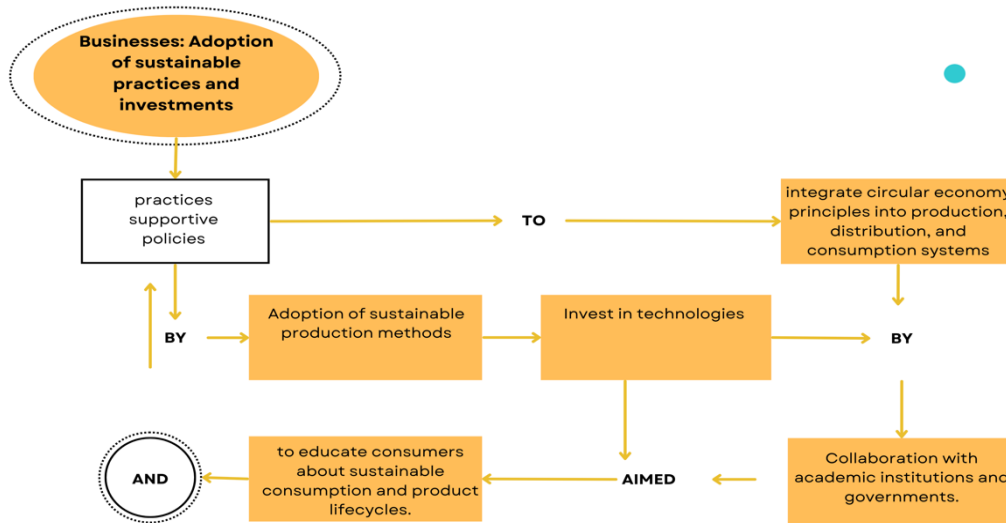 Businesses: Adoption
of sustainable
practices and
investments
practices
supportive
policies
TO
integrate circular economy
principles into production,
distribution, and
consumption systems
BY
Adoption of sustainable
production methods
Invest in technologies
BY
AND
to educate consumers
about sustainable
consumption and product
lifecycles.
AIMED
Collaboration with
academic institutions and
governments.